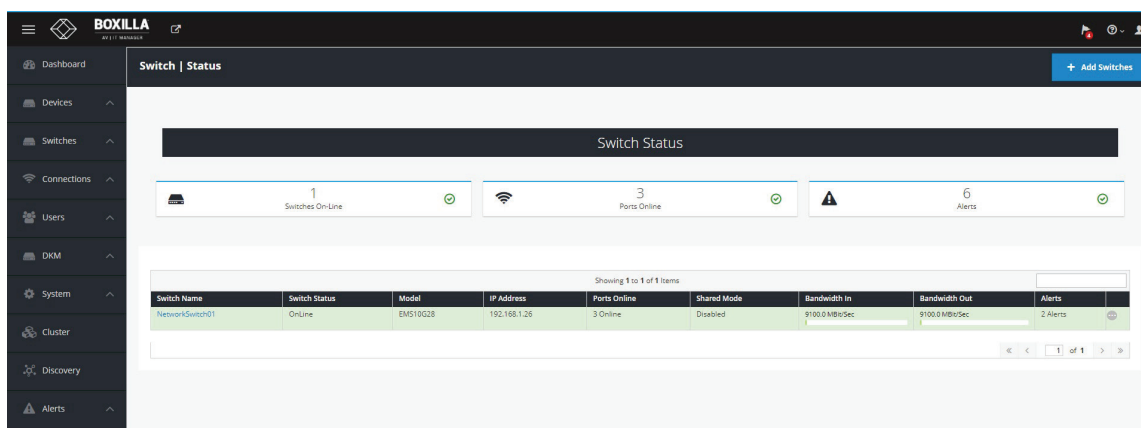 BOXILLA
AV | IT MANAGER
4
Dashboard
Devices
Switches
Connections
Users
DKM
System
Cluster
Discovery
Alerts
Switch | Status
+ Add Switches
Switch Status
1
Switches On-Line
3
Ports Online
6
Alerts
Showing 1 to 1 of 1 Items
Switch Name Switch Status Model IP Address Ports Online Shared Mode Bandwidth In Bandwidth Out Alerts
NetworkSwitch01 OnLine EMS10G28 192.168.1.26 3 Online Disabled 9100.0 MBit/Sec 9100.0 MBit/Sec 2 Alerts
« < 1 of 1 > »